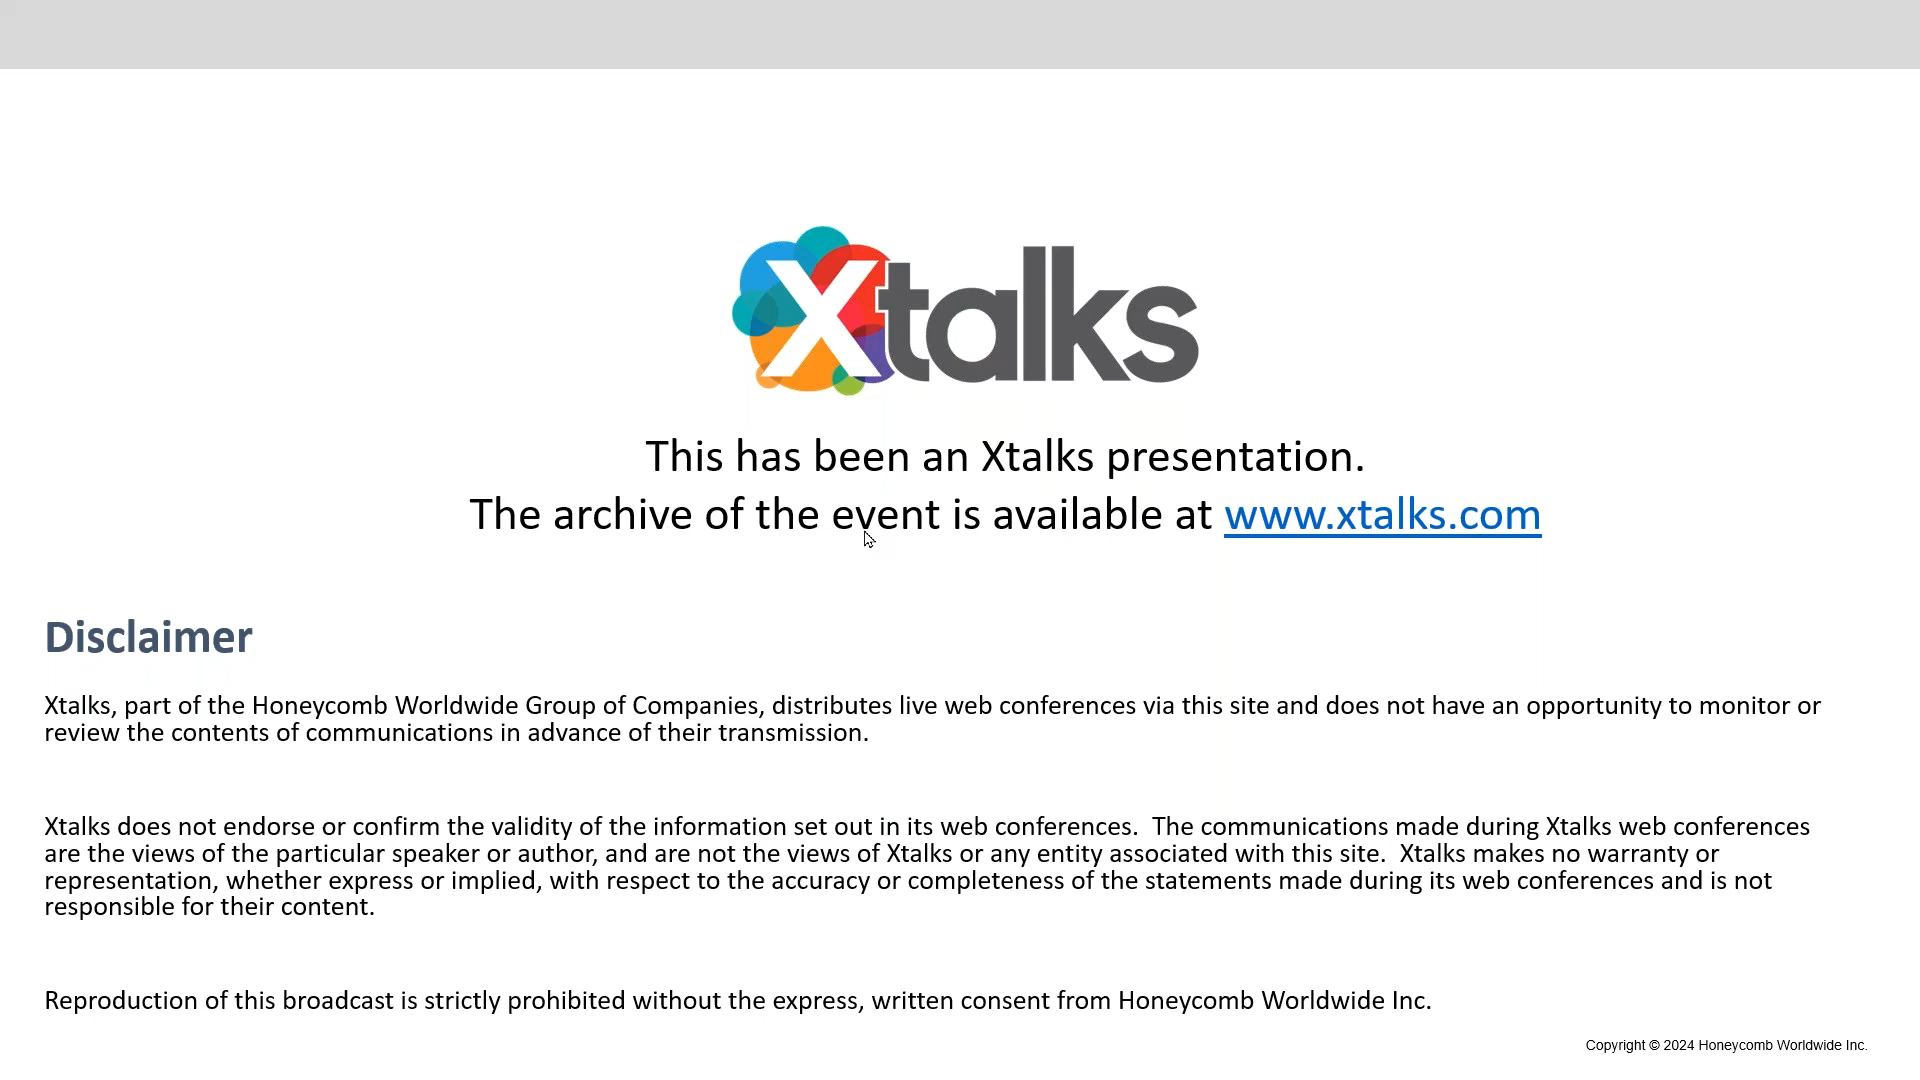 Xtalks
This has been an Xtalks presentation.
The archive of the event is available at www.xtalks.com
Disclaimer
Xtalks, part of the Honeycomb Worldwide Group of Companies, distributes live web conferences via this site and does not have an opportunity to monitor or
review the contents of communications in advance of their transmission.
Xtalks does not endorse or confirm the validity of the information set out in its web conferences.  The communications made during Xtalks web conferences
are the views of the particular speaker or author, and are not the views of Xtalks or any entity associated with this site.  Xtalks makes no warranty or
representation, whether express or implied, with respect to the accuracy or completeness of the statements made during its web conferences and is not
responsible for their content.
Reproduction of this broadcast is strictly prohibited without the express, written consent from Honeycomb Worldwide Inc.
Copyright © 2024 Honeycomb Worldwide Inc.